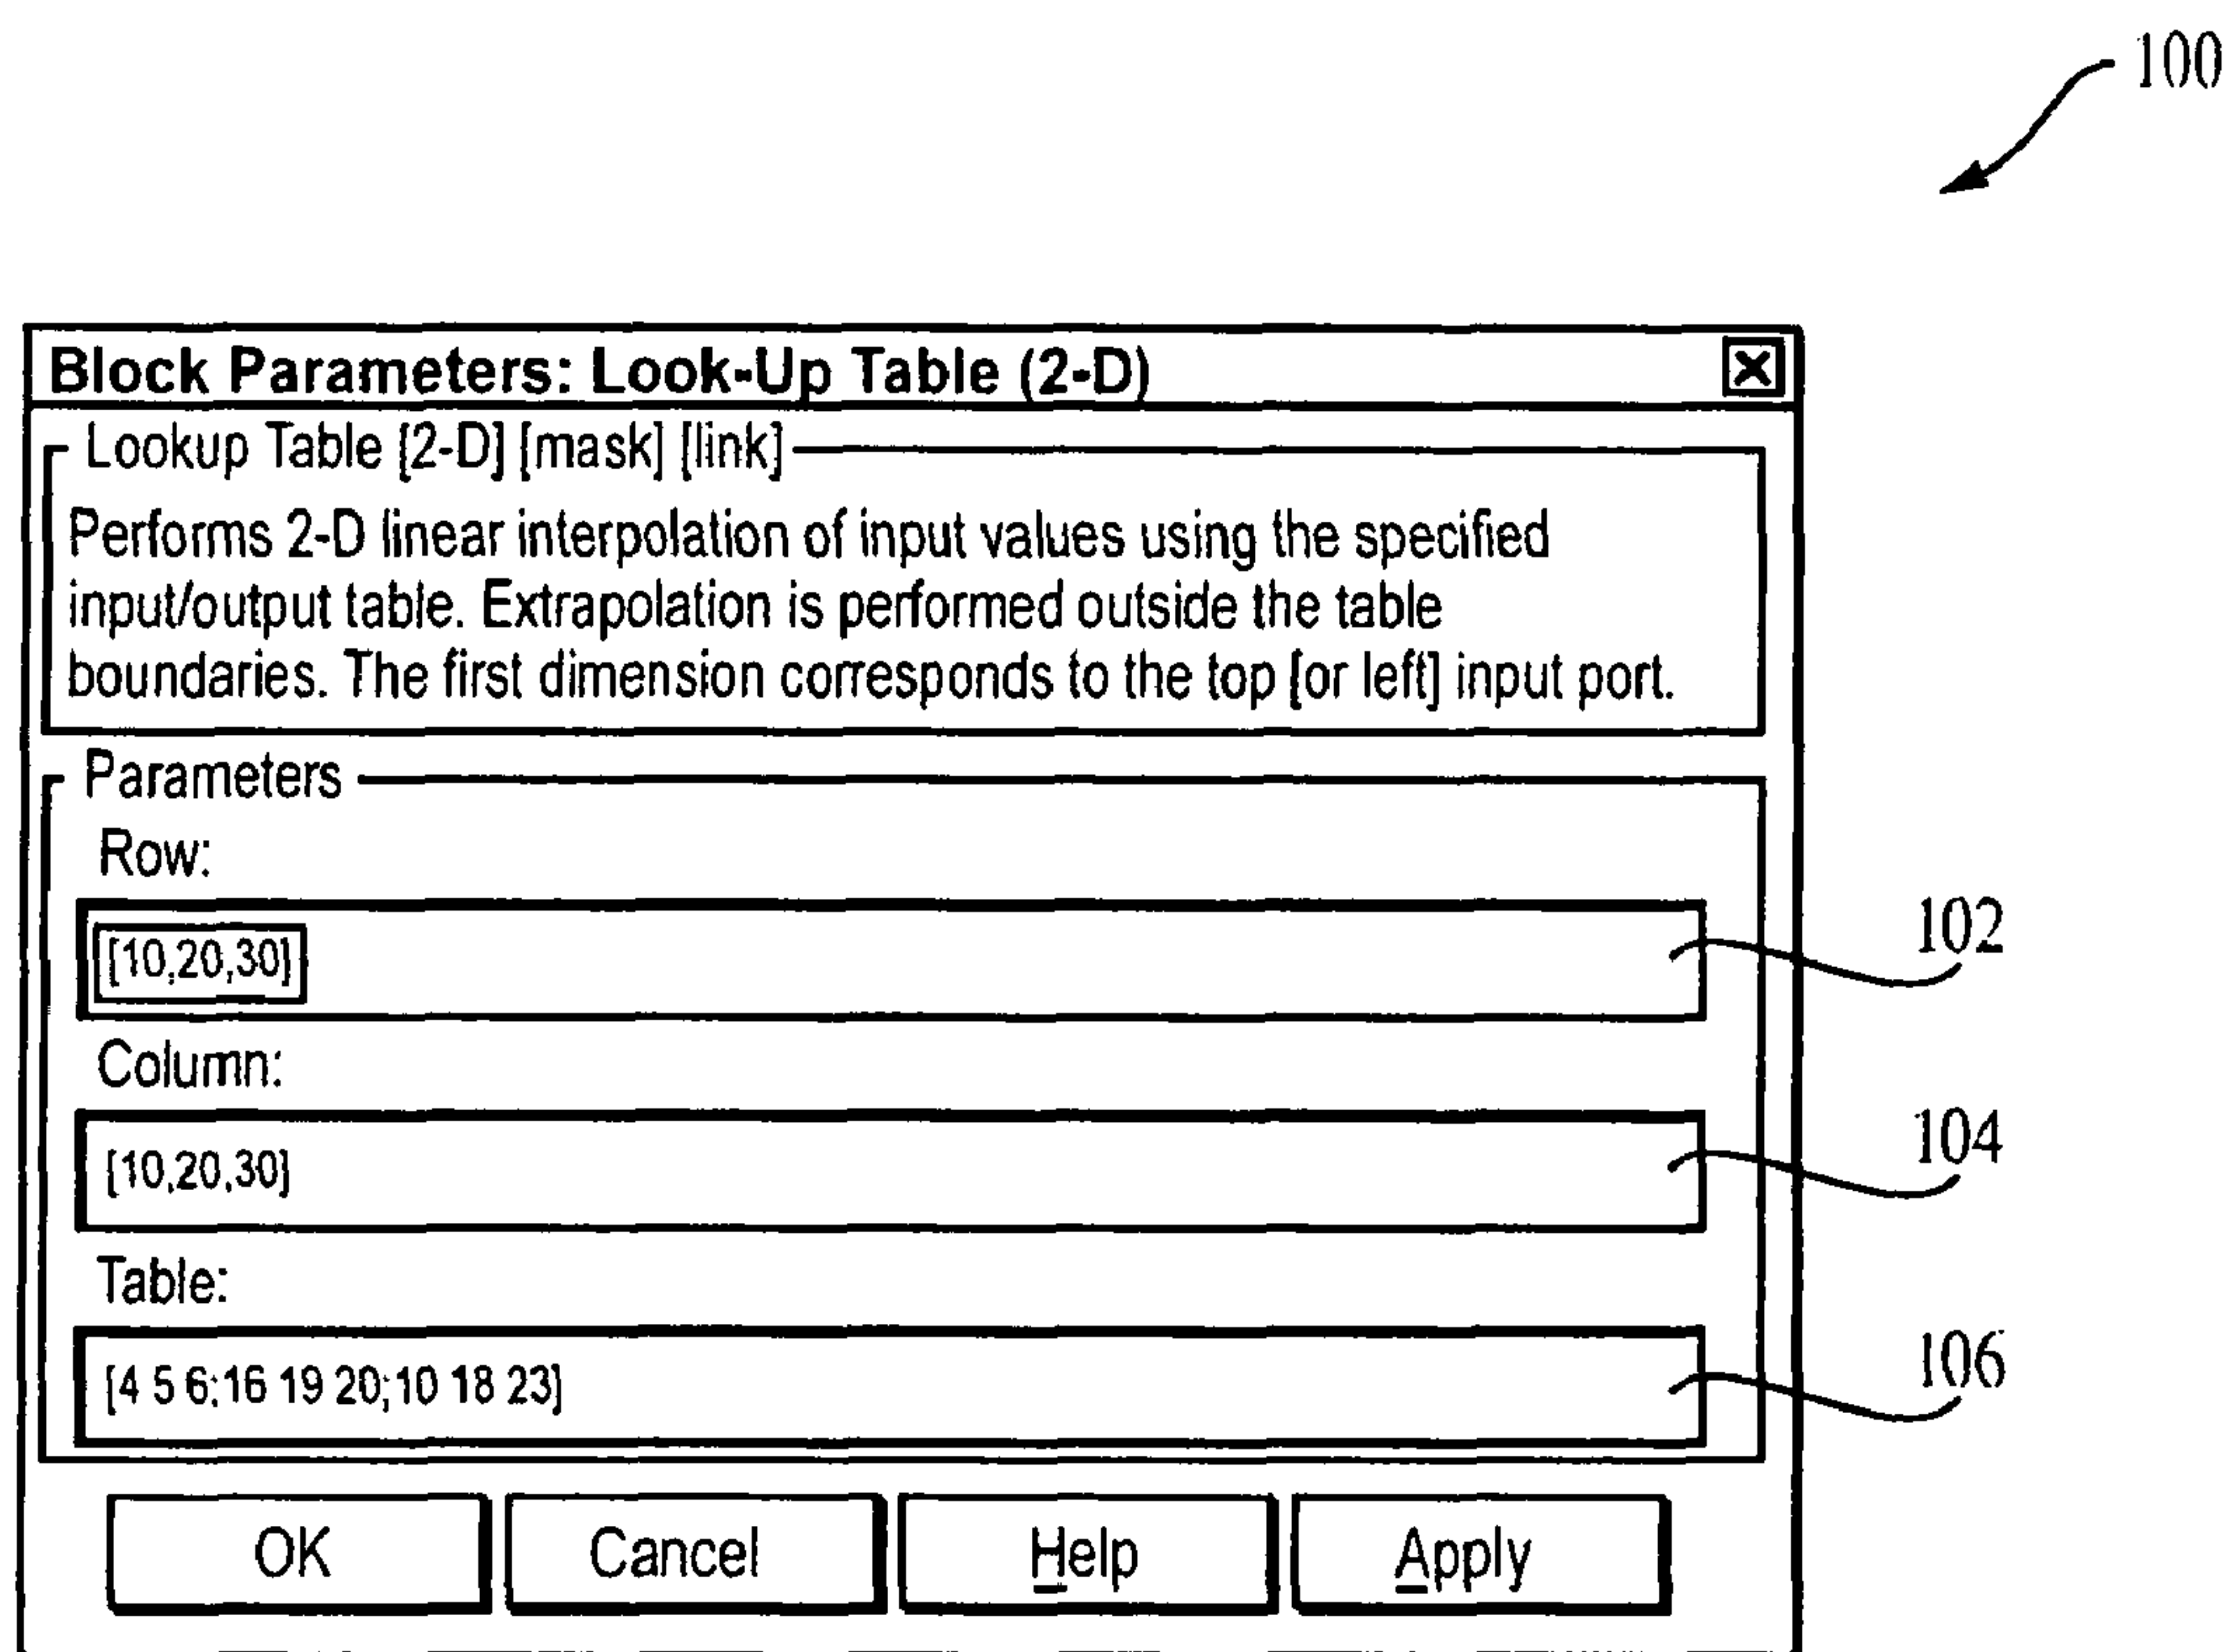 100
Block Parameters: Look-Up Table (2-D)
Lookup Table [2-D] [mask] [link]
Performs 2-D linear interpolation of input values using the specified
input/output table. Extrapolation is performed outside the table
boundaries. The first dimension corresponds to the top [or left] input port.
Parameters
Row:
[10,20,30]
102
Column:
[10,20,30]
104
Table:
[4 5 6;16 19 20;10 18 23]
106
OK Cancel Help Apply